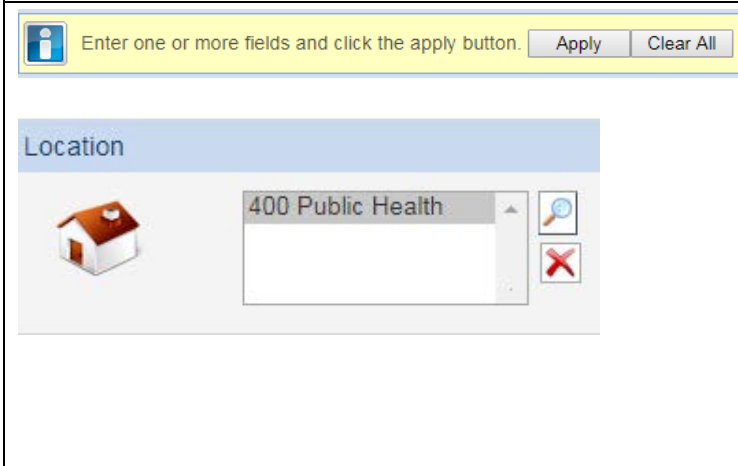 Enter one or more fields and click the apply button. Apply Clear All
Location
400 Public Health